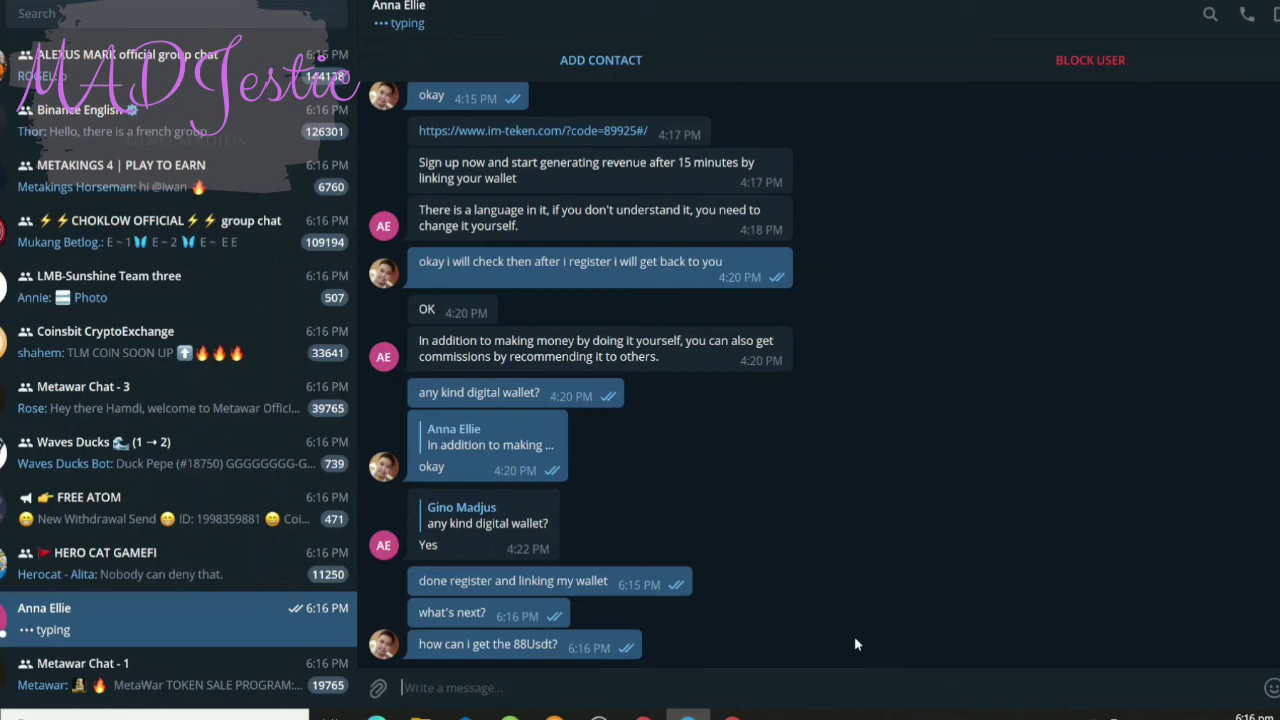 Search
MADJestic
GINO MADJUS
ALEXUS MARK official group chat 6:16 PM
ROGEL: o 144138
Binance English 6:16 PM
Thor: Hello, there is a french group 126301
METAKINGS 4 | PLAY TO EARN 6:16 PM
Metakings Horseman: hi @Iwan 🔥 6760
⚡⚡CHOKLOW OFFICIAL⚡⚡ group chat 6:16 PM
Mukang Betlog.: E ~ 1 🦋 E ~ 2 🦋 E ~ E E 109194
LMB-Sunshine Team three 6:16 PM
Annie: Photo 507
Coinsbit CryptoExchange 6:16 PM
shahem: TLM COIN SOON UP ⬆️🔥🔥🔥 33641
Metawar Chat - 3 6:16 PM
Rose: Hey there Hamdi, welcome to Metawar Offici... 39765
Waves Ducks 🌊 (1 → 2) 6:16 PM
Waves Ducks Bot: Duck Pepe (#18750) GGGGGGGG-G... 739
👉 FREE ATOM 6:16 PM
😁 New Withdrawal Send 😁 ID: 1998359881 😁 Coi... 471
🚩 HERO CAT GAMEFI 6:16 PM
Herocat - Alita: Nobody can deny that. 11250
Anna Ellie 6:16 PM
••• typing
Metawar Chat - 1 6:16 PM
Metawar: 🔥 MetaWar TOKEN SALE PROGRAM:... 19765
Anna Ellie
••• typing
ADD CONTACT BLOCK USER
okay 4:15 PM
https://www.im-teken.com/?code=89925#/ 4:17 PM
Sign up now and start generating revenue after 15 minutes by
linking your wallet 4:17 PM
There is a language in it, if you don't understand it, you need to
change it yourself. 4:18 PM
AE
okay i will check then after i register i will get back to you
4:20 PM
OK 4:20 PM
In addition to making money by doing it yourself, you can also get
commissions by recommending it to others. 4:20 PM
AE
any kind digital wallet? 4:20 PM
Anna Ellie
In addition to making ...
okay 4:20 PM
Gino Madjus
any kind digital wallet?
Yes 4:22 PM
AE
done register and linking my wallet 6:15 PM
what's next? 6:16 PM
how can i get the 88Usdt? 6:16 PM
Write a message...
6:16 PM